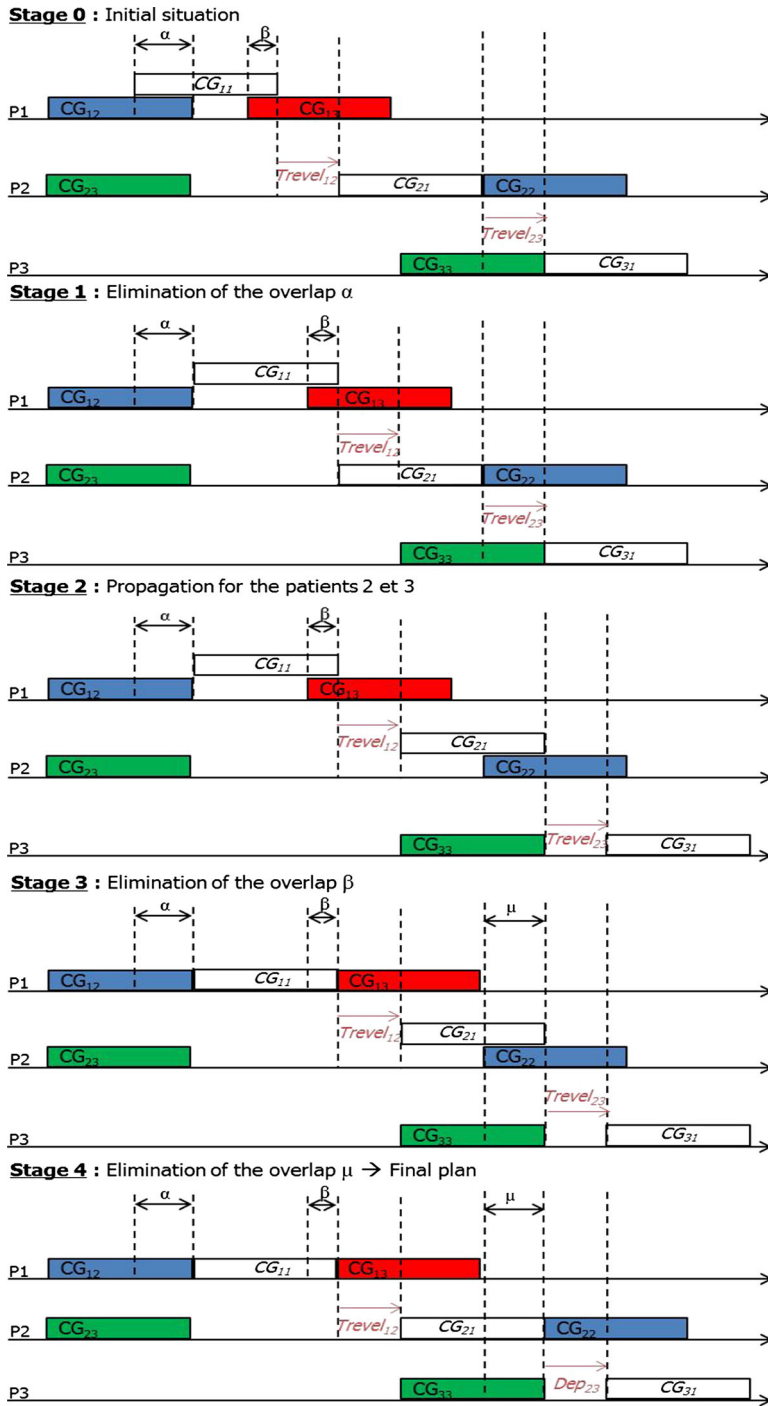 Stage 0 : Initial situation
α β
CG11
P1 CG12 CG13
Trevel12
P2 CG23 CG21 CG22
Trevel23
P3 CG33 CG31
Stage 1 : Elimination of the overlap α
α β
CG11
P1 CG12 CG13
Trevel12
P2 CG23 CG21 CG22
Trevel23
P3 CG33 CG31
Stage 2 : Propagation for the patients 2 et 3
α β
CG11
P1 CG12 CG13
Trevel12 CG21
P2 CG23 CG22
P3 CG33 Trevel23 CG31
Stage 3 : Elimination of the overlap β
α β μ
P1 CG12 CG11 CG13
Trevel12 CG21
P2 CG23 CG22
Trevel23
P3 CG33 CG31
Stage 4 : Elimination of the overlap μ → Final plan
α β μ
P1 CG12 CG11 CG13
P2 CG23 Trevel12 CG21 CG22
P3 CG33 Dep23 CG31